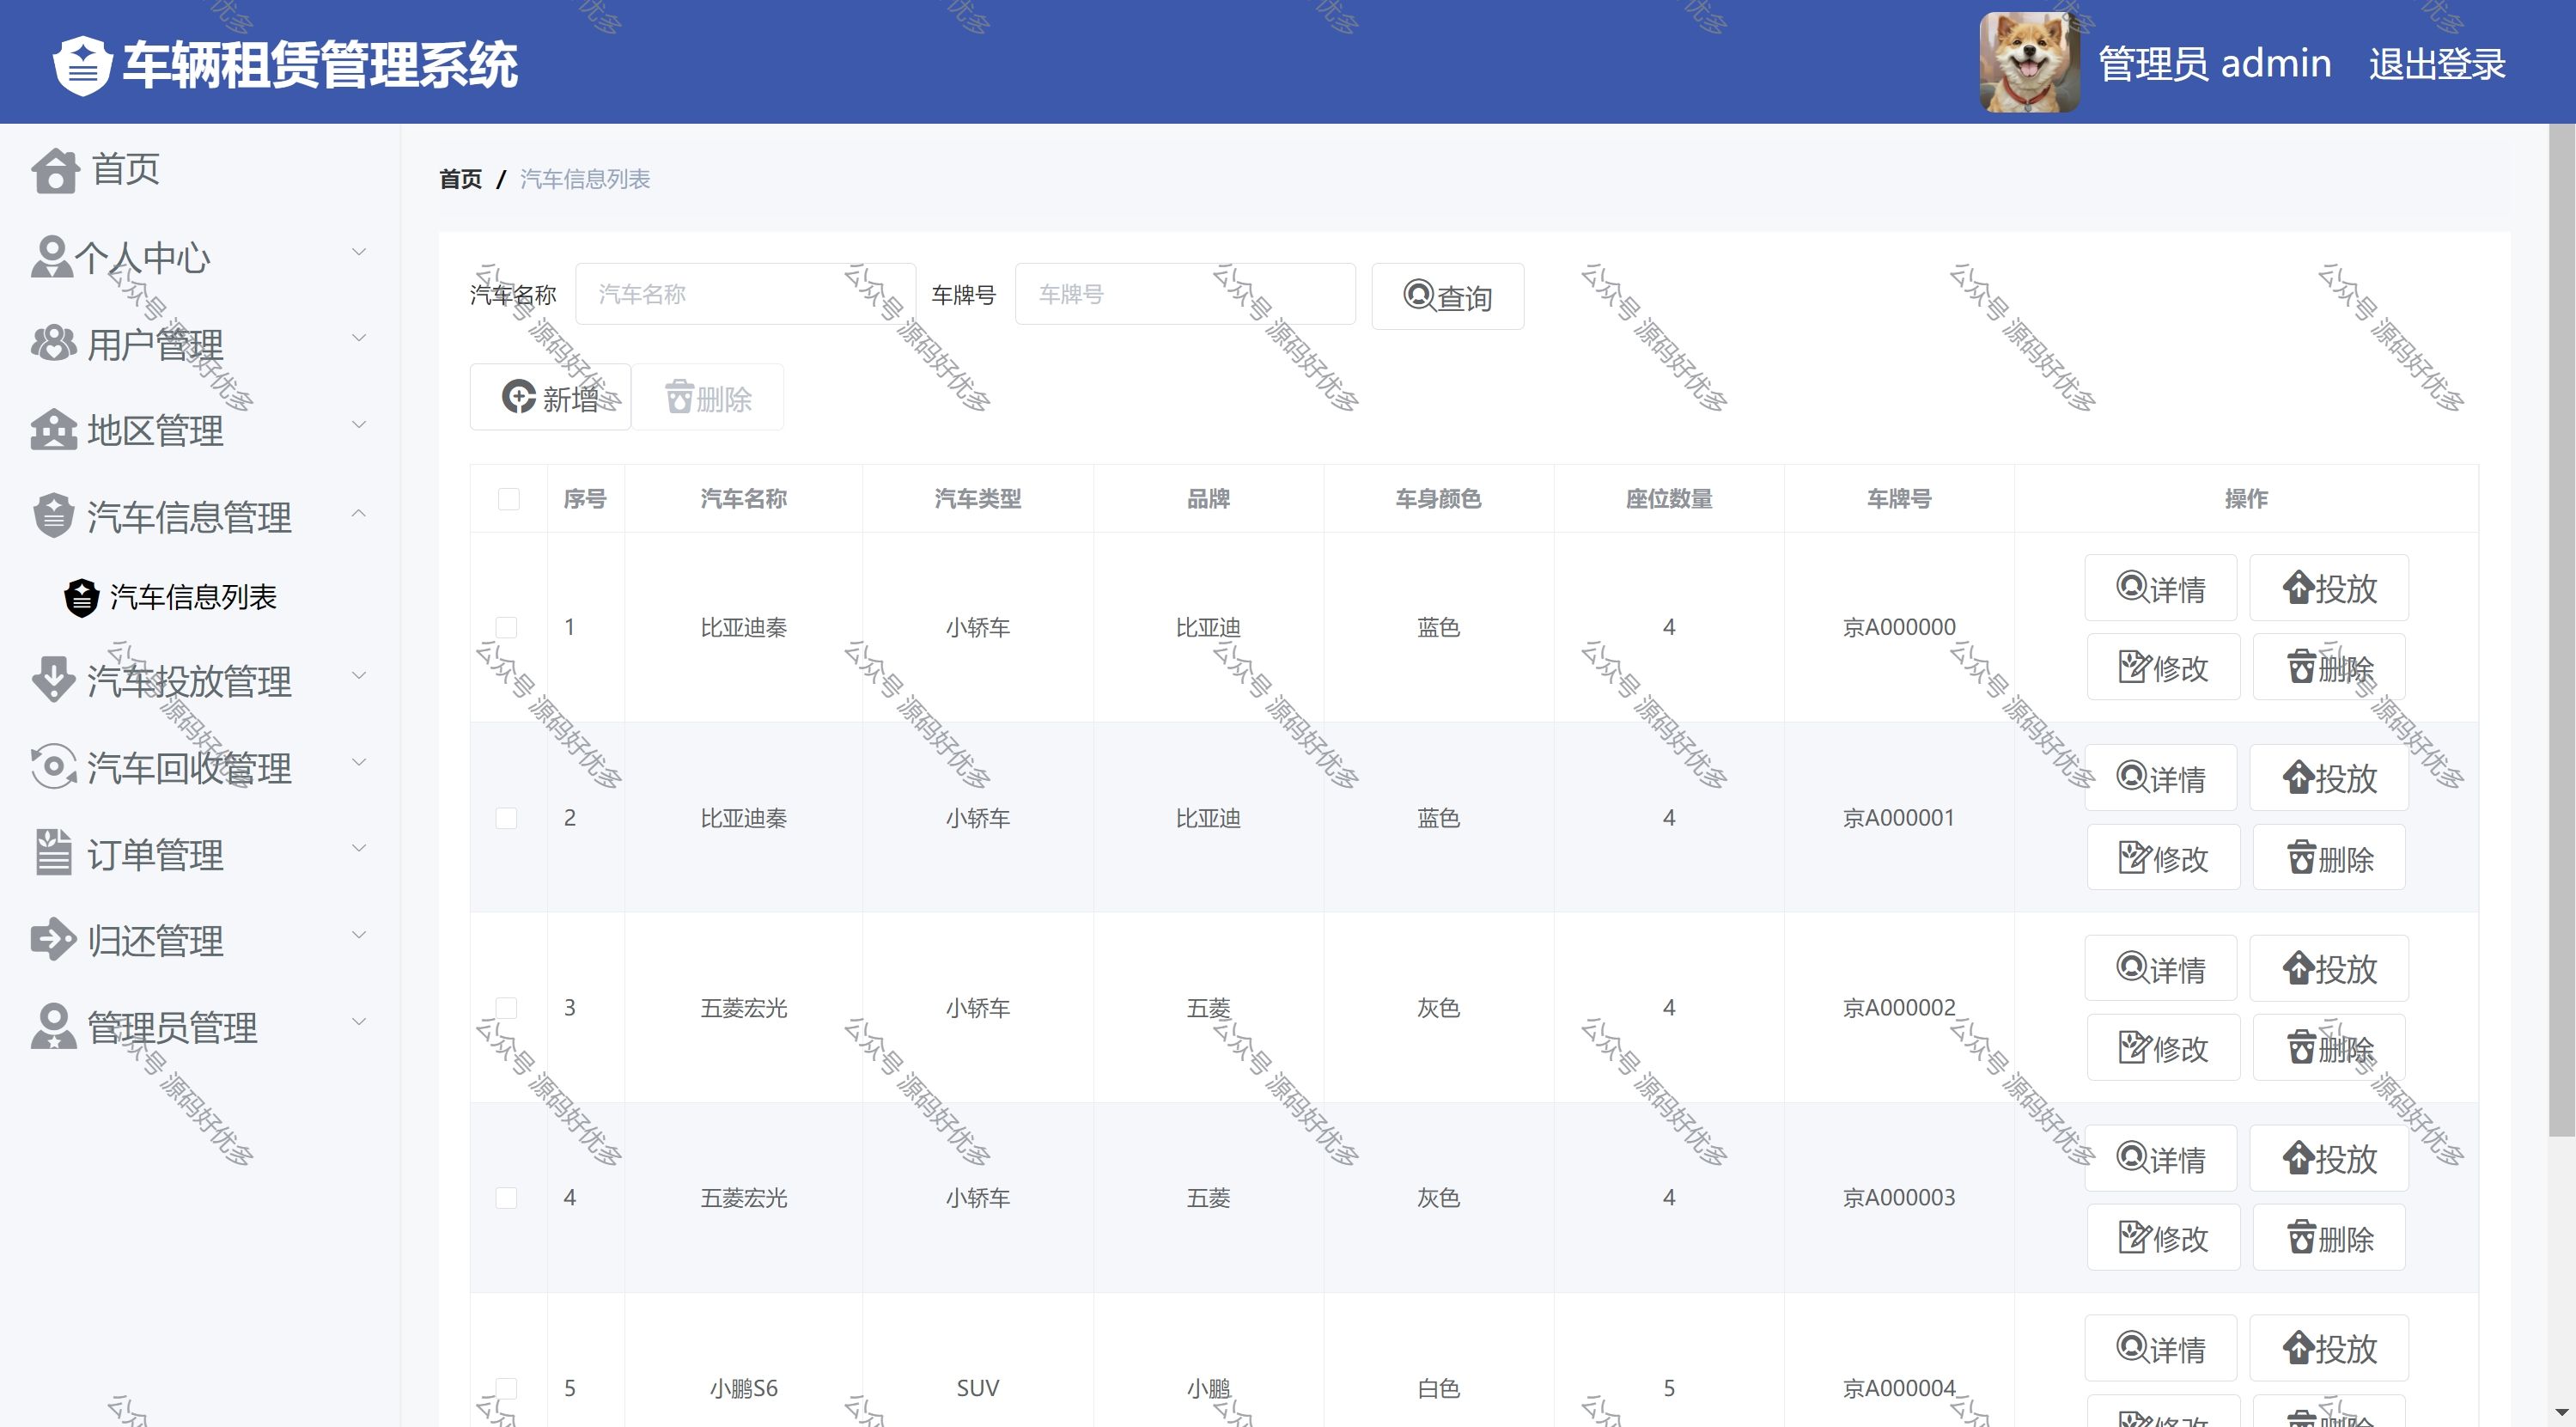 车辆租赁管理系统
管理员 admin 退出登录
首页
个人中心
用户管理
地区管理
汽车信息管理
汽车信息列表
汽车投放管理
汽车回收管理
订单管理
归还管理
管理员管理
首页 / 汽车信息列表
汽车名称 汽车名称 车牌号 车牌号 查询
新增 删除
序号 汽车名称 汽车类型 品牌 车身颜色 座位数量 车牌号 操作
1 比亚迪秦 小轿车 比亚迪 蓝色 4 京A000000 详情 投放
修改 删除
2 比亚迪秦 小轿车 比亚迪 蓝色 4 京A000001 详情 投放
修改 删除
3 五菱宏光 小轿车 五菱 灰色 4 京A000002 详情 投放
修改 删除
4 五菱宏光 小轿车 五菱 灰色 4 京A000003 详情 投放
修改 删除
5 小鹏S6 SUV 小鹏 白色 5 京A000004 详情 投放
修改 删除
公众号 源码好优多